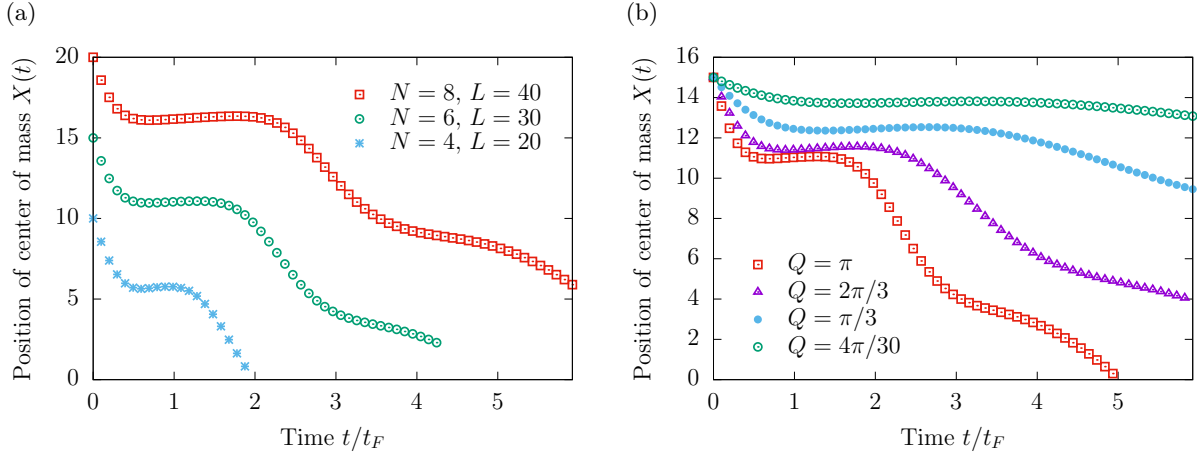 (a)
Position of center of mass X(t)
20
15
10
5
0
N = 8, L = 40
N = 6, L = 30
N = 4, L = 20
0 1 2 3 4 5
Time t/t_F
(b)
Position of center of mass X(t)
16
14
12
10
8
6
4
2
0
Q = π
Q = 2π/3
Q = π/3
Q = 4π/30
0 1 2 3 4 5
Time t/t_F